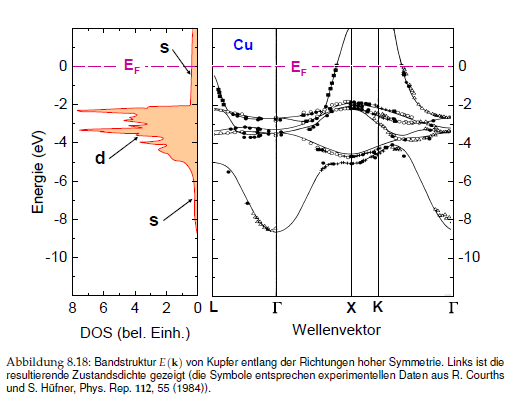 s
Cu
0
E_F
E_F
0
-2
-2
-4
d
-4
-6
-6
s
-8
-8
-10
-10
Energie (eV)
8 6 4 2 0
L Γ X K Γ
DOS (bel. Einh.)
Wellenvektor
Abbildung 8.18: Bandstruktur E(k) von Kupfer entlang der Richtungen hoher Symmetrie. Links ist die
resultierende Zustandsdichte gezeigt (die Symbole entsprechen experimentellen Daten aus R. Courths
und S. Hüfner, Phys. Rep. 112, 55 (1984)).